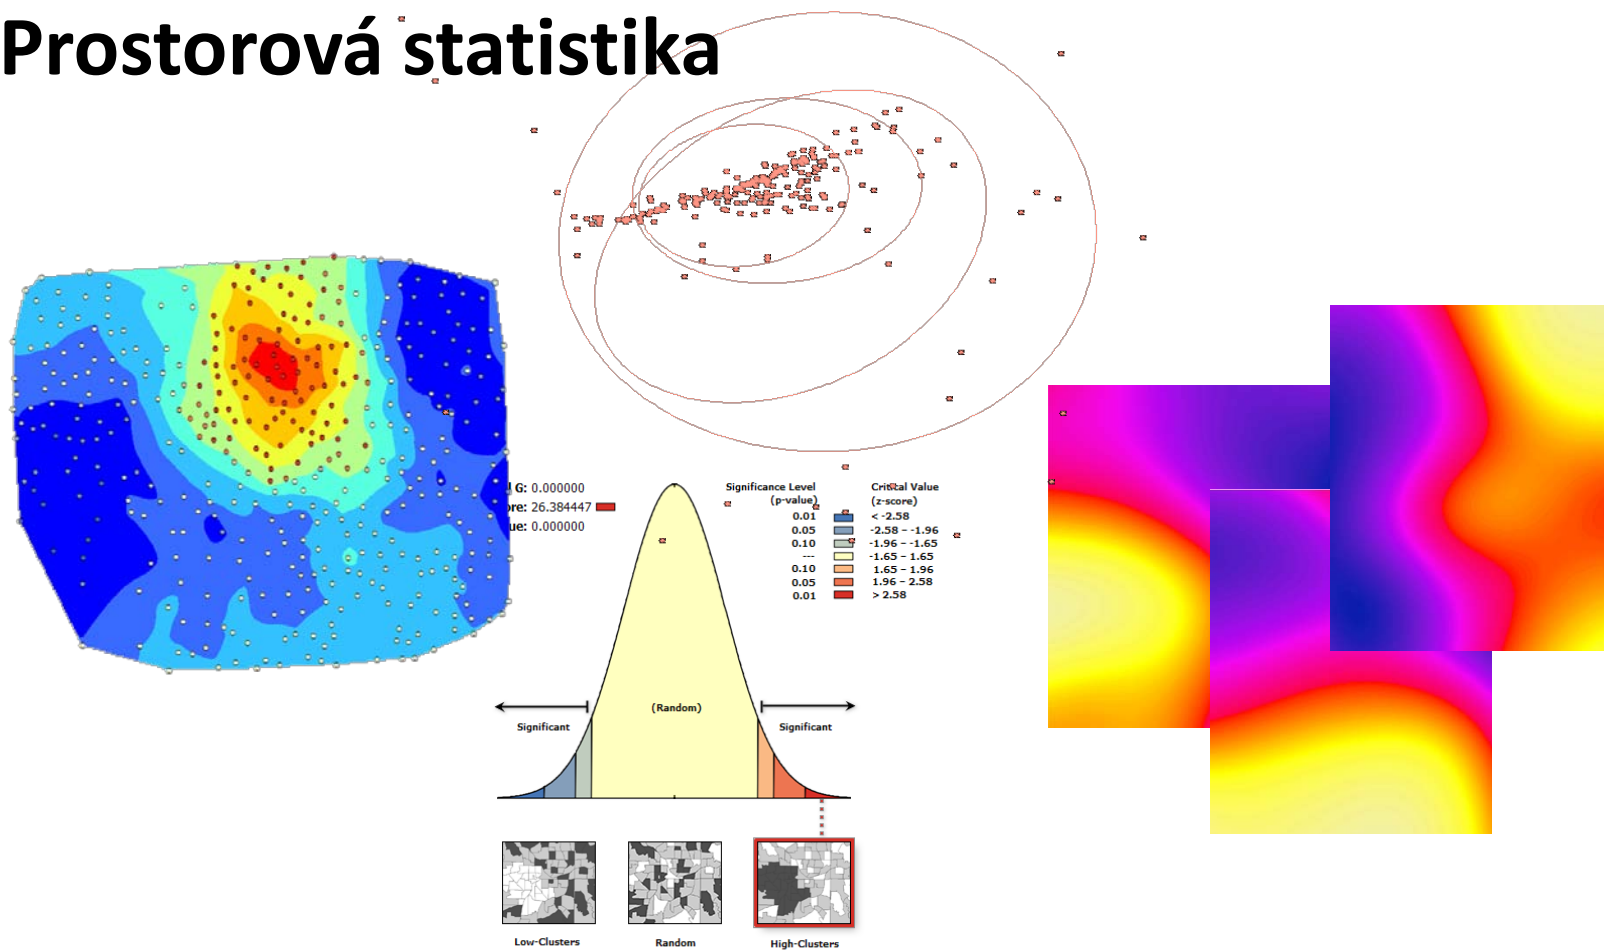 Prostorová statistika
G: 0.000000
ore: 26.384447
ue: 0.000000
Significance Level
(p-value)
Critical Value
(z-score)
0.01 < -2.58
0.05 -2.58 - -1.96
0.10 -1.96 - -1.65
--- -1.65 - 1.65
0.10 1.65 - 1.96
0.05 1.96 - 2.58
0.01 > 2.58
(Random)
Significant
Significant
Low-Clusters
Random
High-Clusters